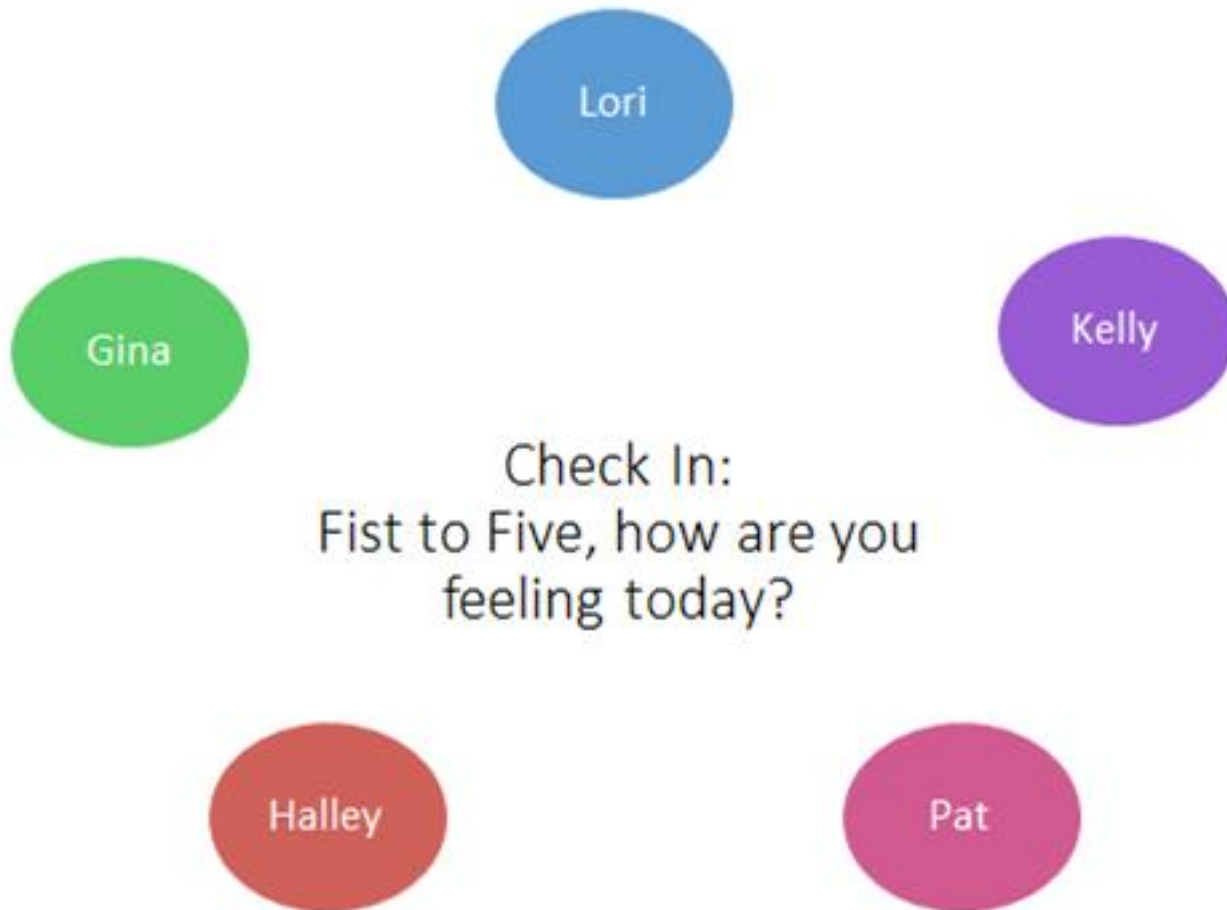 Lori
Gina
Kelly
Check In:
Fist to Five, how are you
feeling today?
Halley
Pat